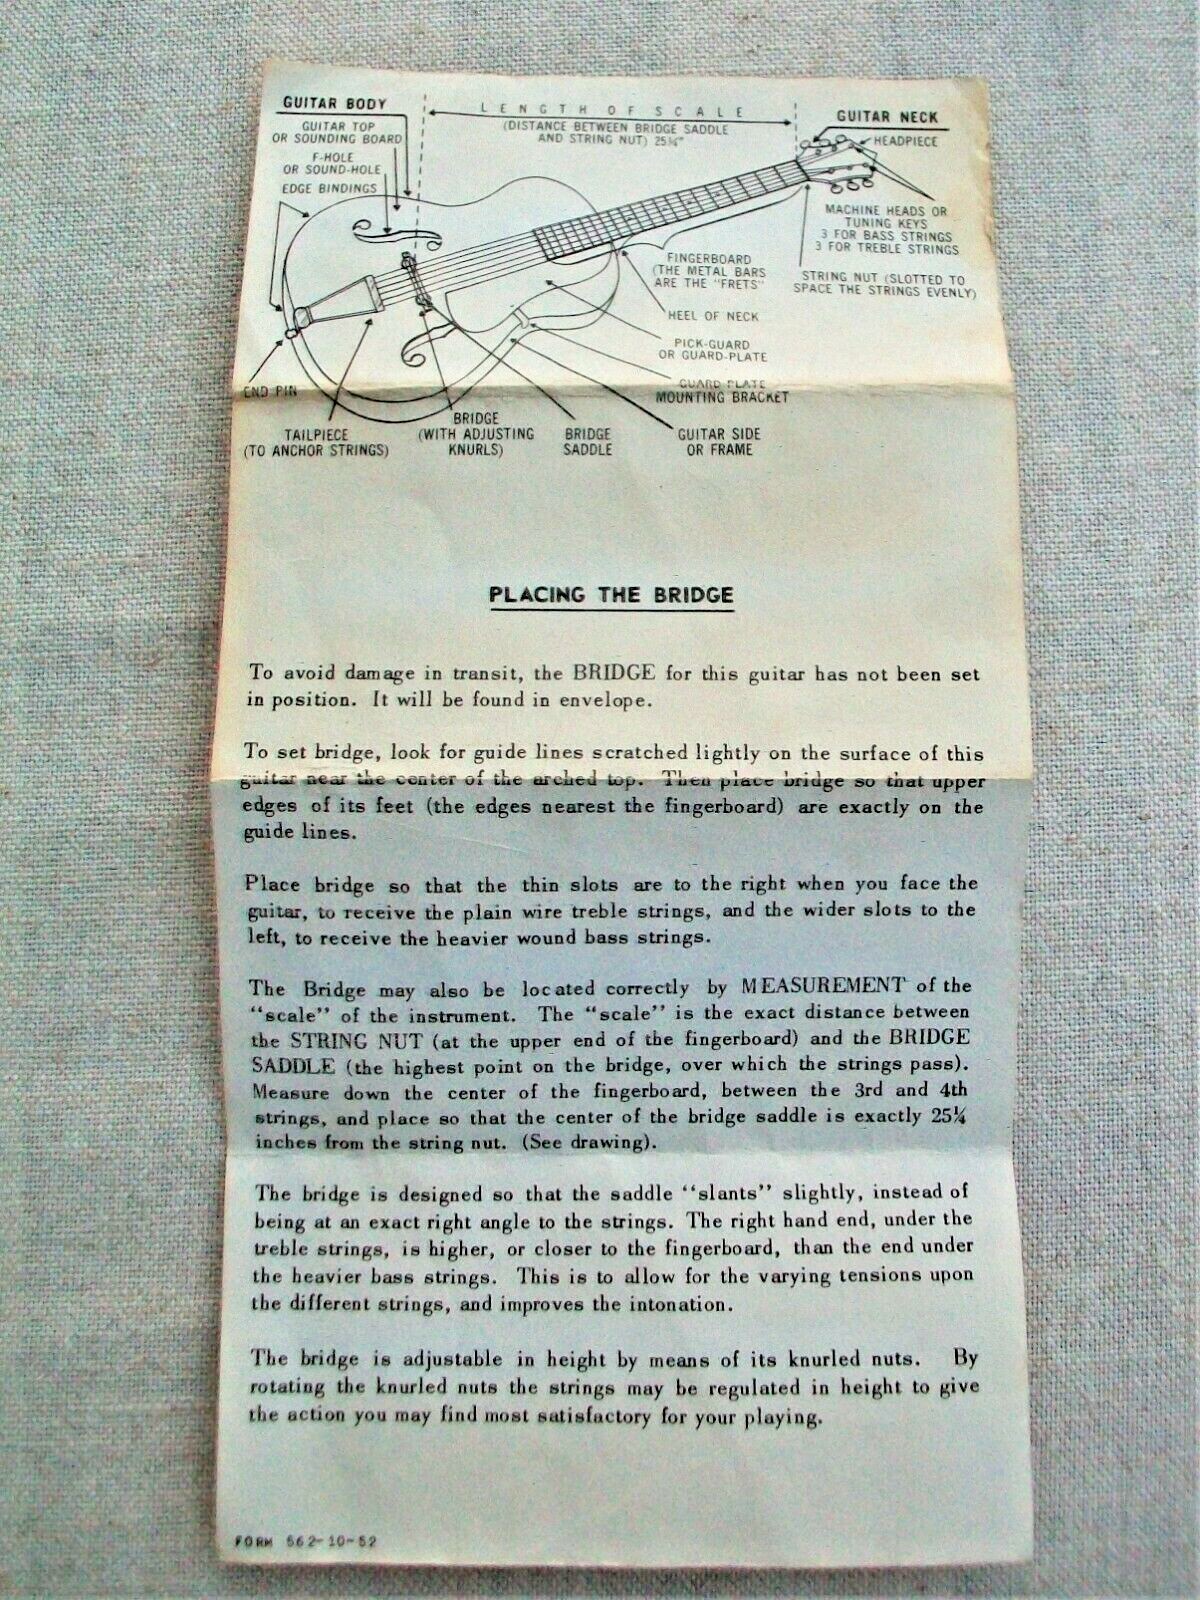 GUITAR BODY
LENGTH OF SCALE
(DISTANCE BETWEEN BRIDGE SADDLE
AND STRING NUT) 25¼"
GUITAR NECK
GUITAR TOP
OR SOUNDING BOARD
HEADPIECE
F-HOLE
OR SOUND-HOLE
EDGE BINDINGS
MACHINE HEADS OR
TUNING KEYS
3 FOR BASS STRINGS
3 FOR TREBLE STRINGS
FINGERBOARD
(THE METAL BARS
ARE THE "FRETS"
STRING NUT (SLOTTED TO
SPACE THE STRINGS EVENLY)
HEEL OF NECK
PICK-GUARD
OR GUARD-PLATE
END PIN
GUARD PLATE
MOUNTING BRACKET
TAILPIECE
(TO ANCHOR STRINGS)
BRIDGE
(WITH ADJUSTING
KNURLS)
BRIDGE
SADDLE
GUITAR SIDE
OR FRAME
PLACING THE BRIDGE
To avoid damage in transit, the BRIDGE for this guitar has not been set
in position. It will be found in envelope.
To set bridge, look for guide lines scratched lightly on the surface of this
guitar near the center of the arched top. Then place bridge so that upper
edges of its feet (the edges nearest the fingerboard) are exactly on the
guide lines.
Place bridge so that the thin slots are to the right when you face the
guitar, to receive the plain wire treble strings, and the wider slots to the
left, to receive the heavier wound bass strings.
The Bridge may also be located correctly by MEASUREMENT of the
"scale" of the instrument. The "scale" is the exact distance between
the STRING NUT (at the upper end of the fingerboard) and the BRIDGE
SADDLE (the highest point on the bridge, over which the strings pass).
Measure down the center of the fingerboard, between the 3rd and 4th
strings, and place so that the center of the bridge saddle is exactly 25¼
inches from the string nut. (See drawing).
The bridge is designed so that the saddle "slants" slightly, instead of
being at an exact right angle to the strings. The right hand end, under the
treble strings, is higher, or closer to the fingerboard, than the end under
the heavier bass strings. This is to allow for the varying tensions upon
the different strings, and improves the intonation.
The bridge is adjustable in height by means of its knurled nuts. By
rotating the knurled nuts the strings may be regulated in height to give
the action you may find most satisfactory for your playing.
FORM 562-10-52